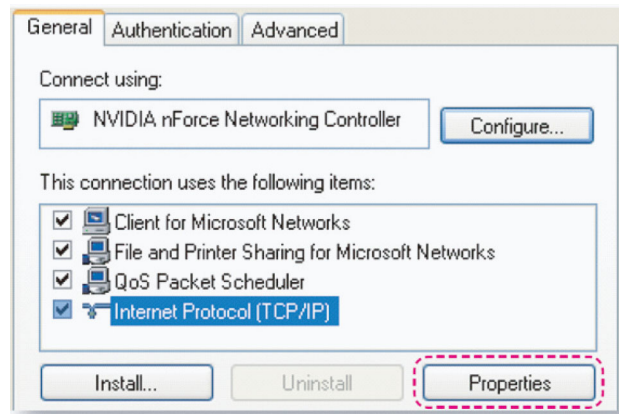 General Authentication Advanced
Connect using:
NVIDIA nForce Networking Controller Configure...
This connection uses the following items:
Client for Microsoft Networks
File and Printer Sharing for Microsoft Networks
QoS Packet Scheduler
Internet Protocol (TCP/IP)
Install... Uninstall Properties